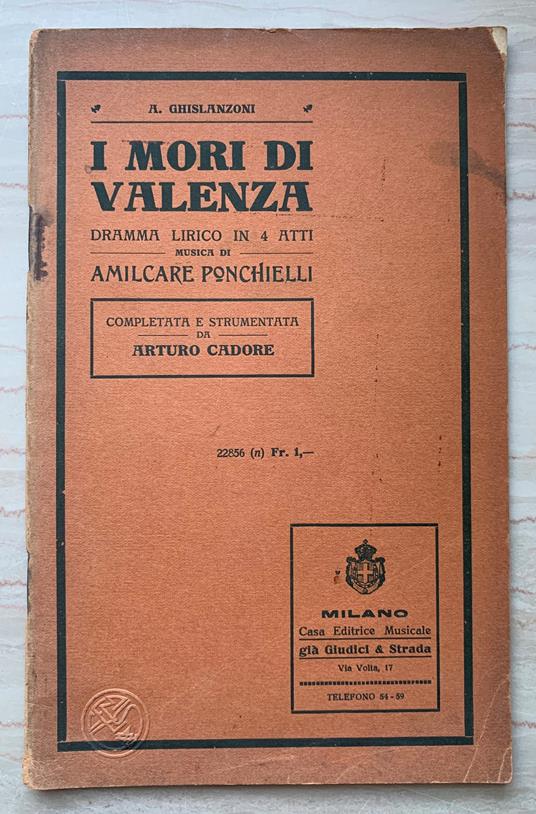 A. GHISLANZONI
I MORI DI
VALENZA
DRAMMA LIRICO IN 4 ATTI
MUSICA DI
AMILCARE PONCHIELLI
COMPLETATA E STRUMENTATA
DA
ARTURO CADORE
22856 (n) Fr. 1,—
MILANO
Casa Editrice Musicale
già Giudici & Strada
Via Volta, 17
TELEFONO 54-59